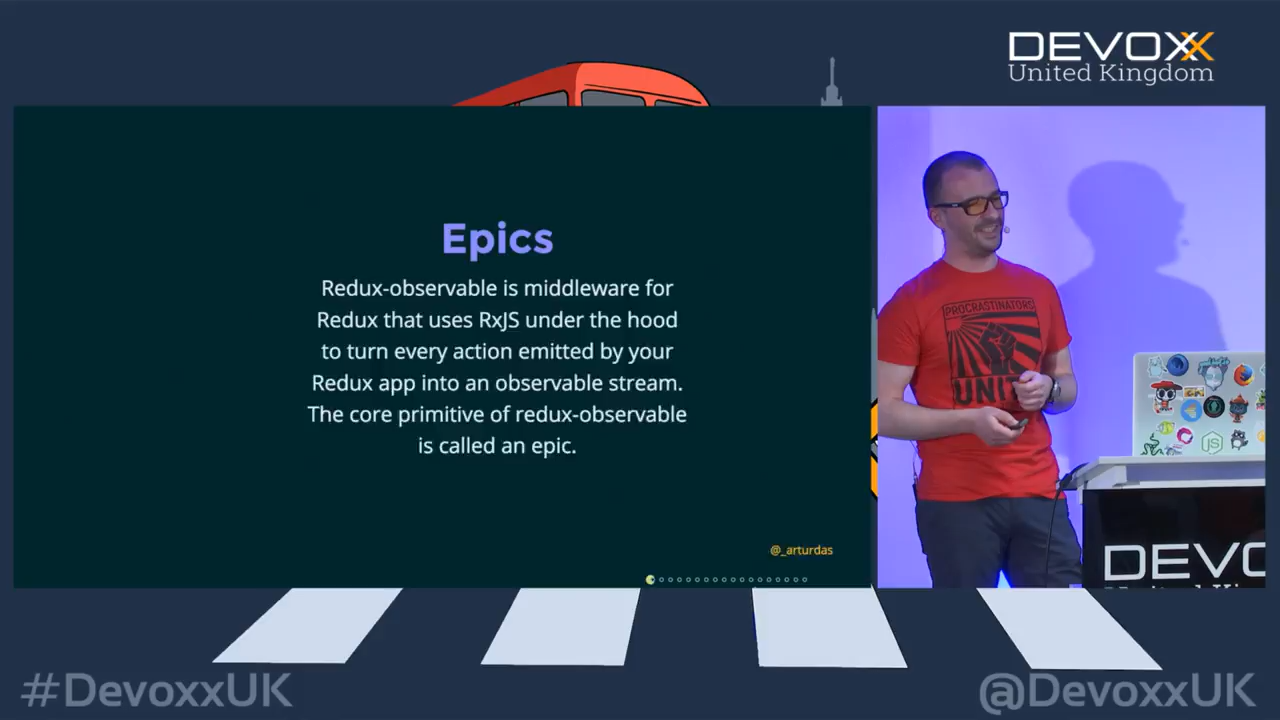 DEVOXX
United Kingdom
Epics
Redux-observable is middleware for
Redux that uses RxJS under the hood
to turn every action emitted by your
Redux app into an observable stream.
The core primitive of redux-observable
is called an epic.
@_arturdas
PROCRASTINATORS
UNIT
DEVO
#DevoxxUK
@DevoxxUK